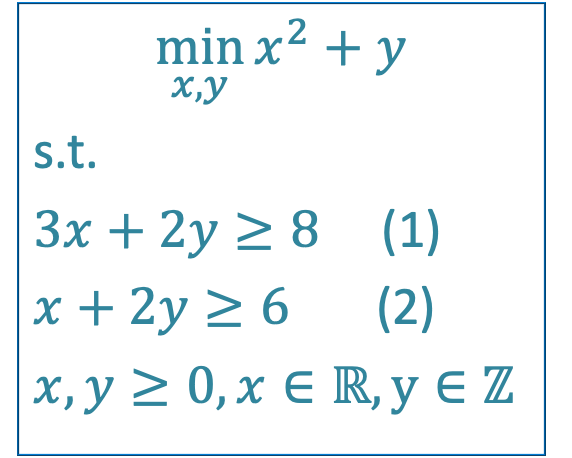 min x² + y
x,y
s.t.
3x + 2y ≥ 8 (1)
x + 2y ≥ 6 (2)
x, y ≥ 0, x ∈ ℝ, y ∈ ℤ